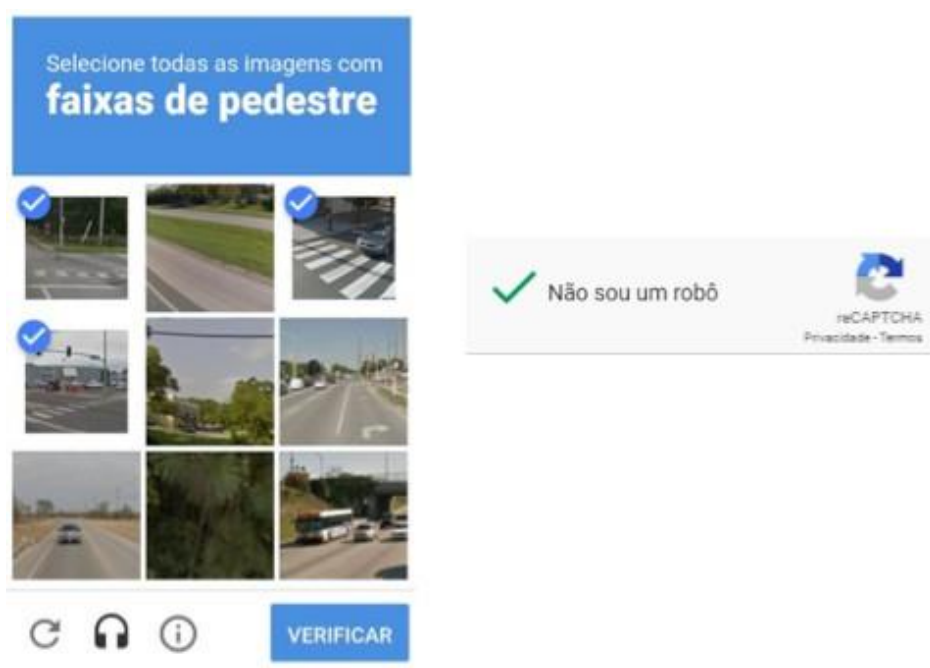 Selecione todas as imagens com
faixas de pedestre
VERIFICAR
Não sou um robô
reCAPTCHA
Privacidade - Termos